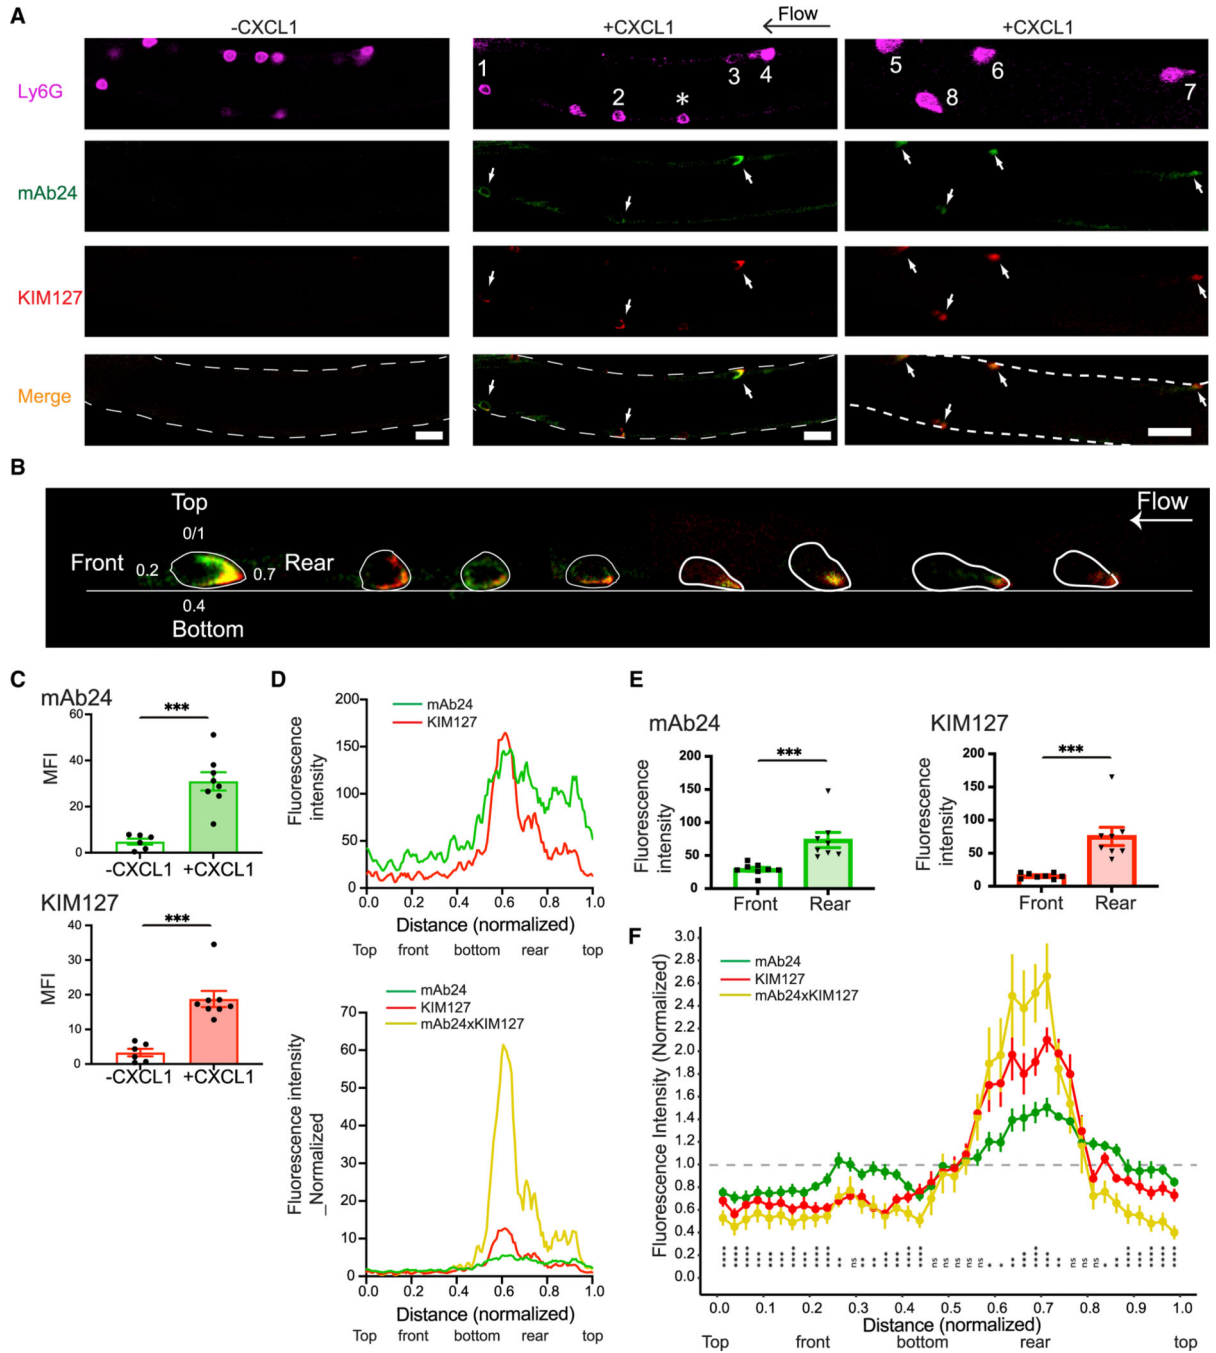 A
-CXCL1
+CXCL1
Flow
+CXCL1
Ly6G
1
2
*
3
4
5
6
7
8
mAb24
KIM127
Merge
B
Top
0/1
Front
0.2
Rear
0.7
0.4
Bottom
Flow
C
mAb24
60
40
20
0
MFI
***
-CXCL1 +CXCL1
KIM127
40
30
20
10
0
MFI
***
-CXCL1 +CXCL1
D
200
150
100
50
0
Fluorescence
intensity
mAb24
KIM127
0.0 0.2 0.4 0.6 0.8 1.0
Distance (normalized)
Top front bottom rear top
70
60
50
40
30
20
10
0
Fluorescence intensity
_Normalized
mAb24
KIM127
mAb24xKIM127
0.0 0.2 0.4 0.6 0.8 1.0
Distance (normalized)
Top front bottom rear top
E
mAb24
200
150
100
50
0
Fluorescence
intensity
***
Front Rear
KIM127
200
150
100
50
0
Fluorescence
intensity
***
Front Rear
F
3.0
2.8
2.6
2.4
2.2
2.0
1.8
1.6
1.4
1.2
1.0
0.8
0.6
0.4
0.2
0.0
Fluorescence Intensity (Normalized)
mAb24
KIM127
mAb24xKIM127
ns
ns ns ns ns ns
ns ns ns
0.0 0.1 0.2 0.3 0.4 0.5 0.6 0.7 0.8 0.9 1.0
Distance (normalized)
Top front bottom rear top